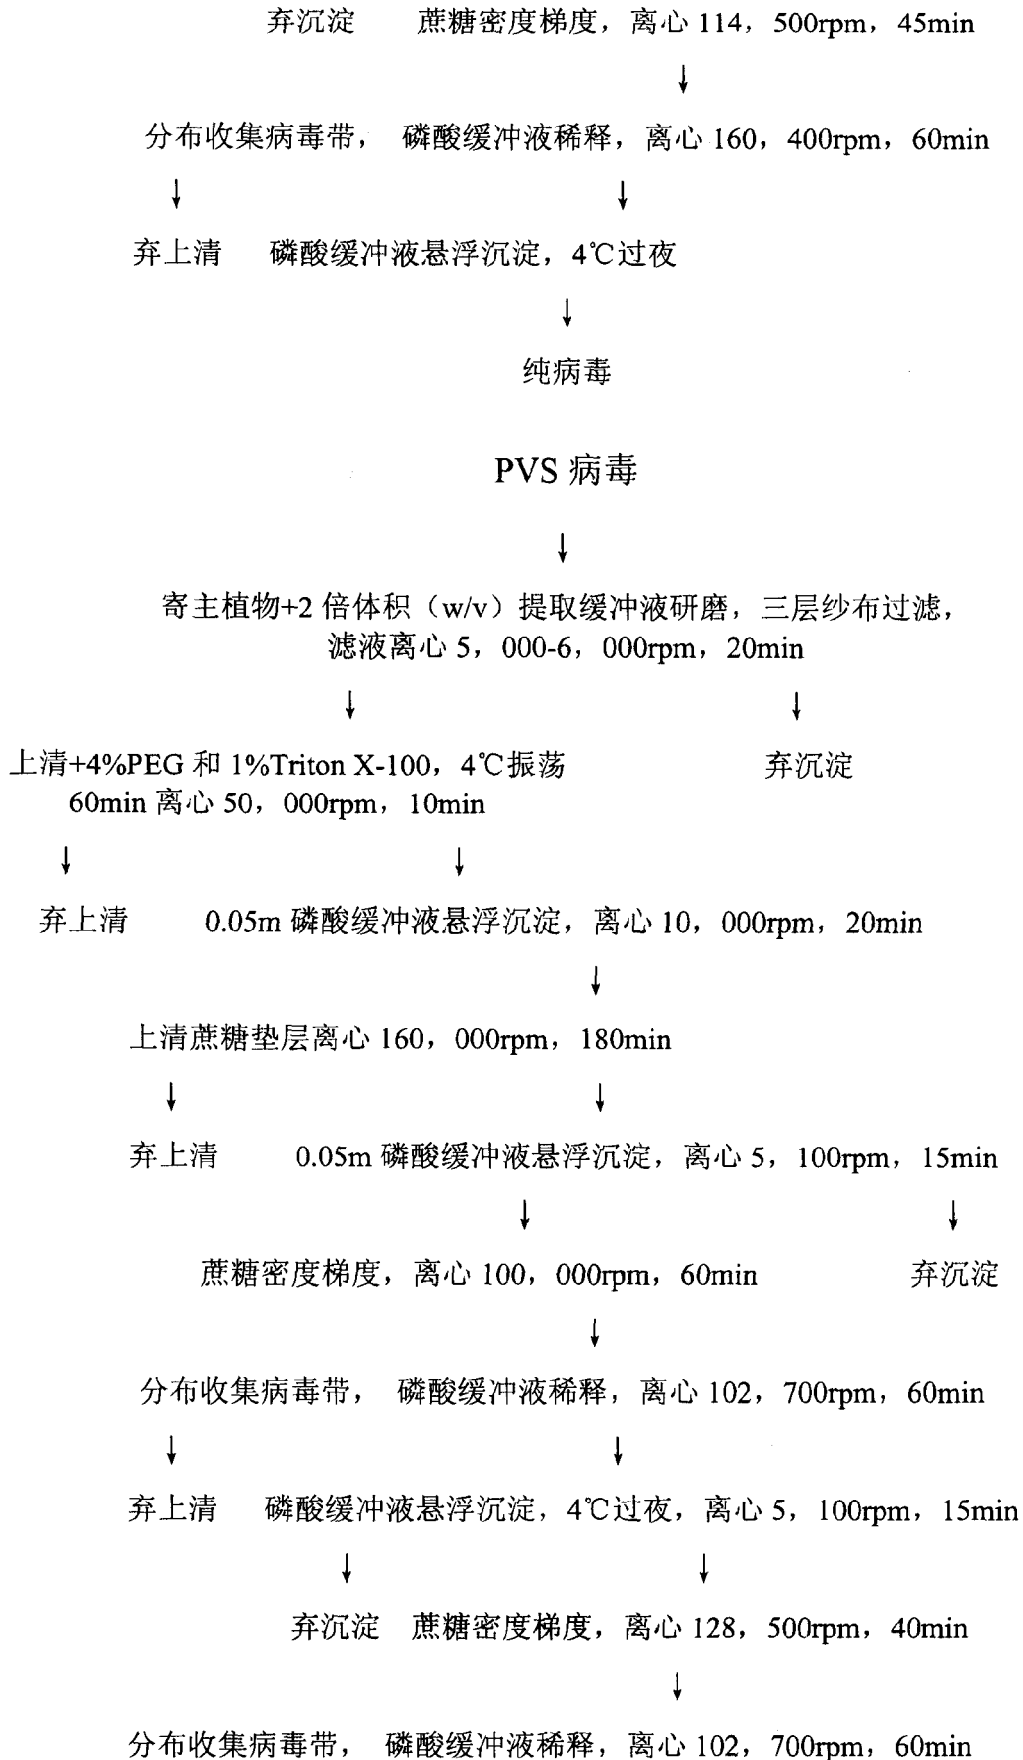 弃沉淀 蔗糖密度梯度，离心 114，500rpm，45min
↓
分布收集病毒带， 磷酸缓冲液稀释，离心 160，400rpm，60min
↓ ↓
弃上清 磷酸缓冲液悬浮沉淀，4℃过夜
↓
纯病毒
PVS 病毒
↓
寄主植物+2 倍体积（w/v）提取缓冲液研磨，三层纱布过滤，
滤液离心 5，000-6，000rpm，20min
↓ ↓
上清+4%PEG 和 1%Triton X-100，4℃振荡 弃沉淀
60min 离心 50，000rpm，10min
↓ ↓
弃上清 0.05m 磷酸缓冲液悬浮沉淀，离心 10，000rpm，20min
↓
上清蔗糖垫层离心 160，000rpm，180min
↓ ↓
弃上清 0.05m 磷酸缓冲液悬浮沉淀，离心 5，100rpm，15min
↓ ↓
蔗糖密度梯度，离心 100，000rpm，60min 弃沉淀
↓
分布收集病毒带， 磷酸缓冲液稀释，离心 102，700rpm，60min
↓ ↓
弃上清 磷酸缓冲液悬浮沉淀，4℃过夜，离心 5，100rpm，15min
↓ ↓
弃沉淀 蔗糖密度梯度，离心 128，500rpm，40min
↓
分布收集病毒带， 磷酸缓冲液稀释，离心 102，700rpm，60min